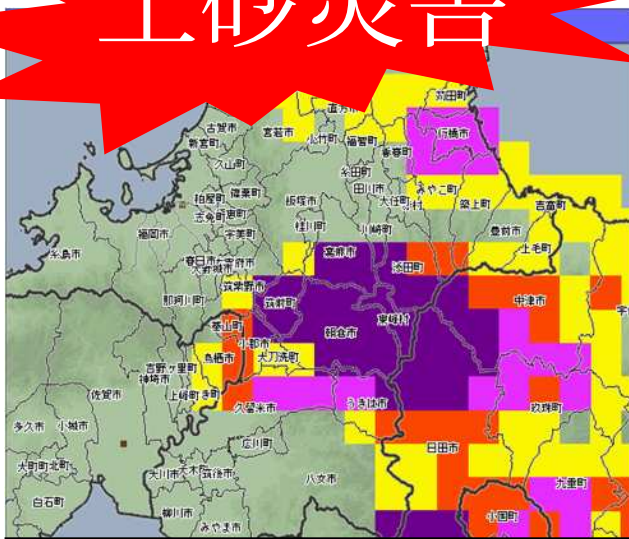 土砂災害
苅田町
直方市
古賀市
宮若市
小竹町
福智町
行橋市
新宮町
香春町
久山町
糸田町
田川市
みやこ町
篠栗町
粕屋町
飯塚市
大任町
築上町
吉富町
志免町
福岡市
宇美町
桂川町
川崎町
豊前市
上毛町
糸島市
春日市
嘉麻市
添田町
大野城市
筑紫野市
那珂川町
筑前町
中津市
基山町
朝倉市
東峰村
小郡市
吉野ヶ里町
鳥栖市
大刀洗町
神埼市
佐賀市
上峰町
久留米市
うきは市
玖珠町
多久市
小城市
広川町
日田市
大町町
大川市
大木町
筑後市
八女市
九重町
白石町
柳川市
みやま市
小国町